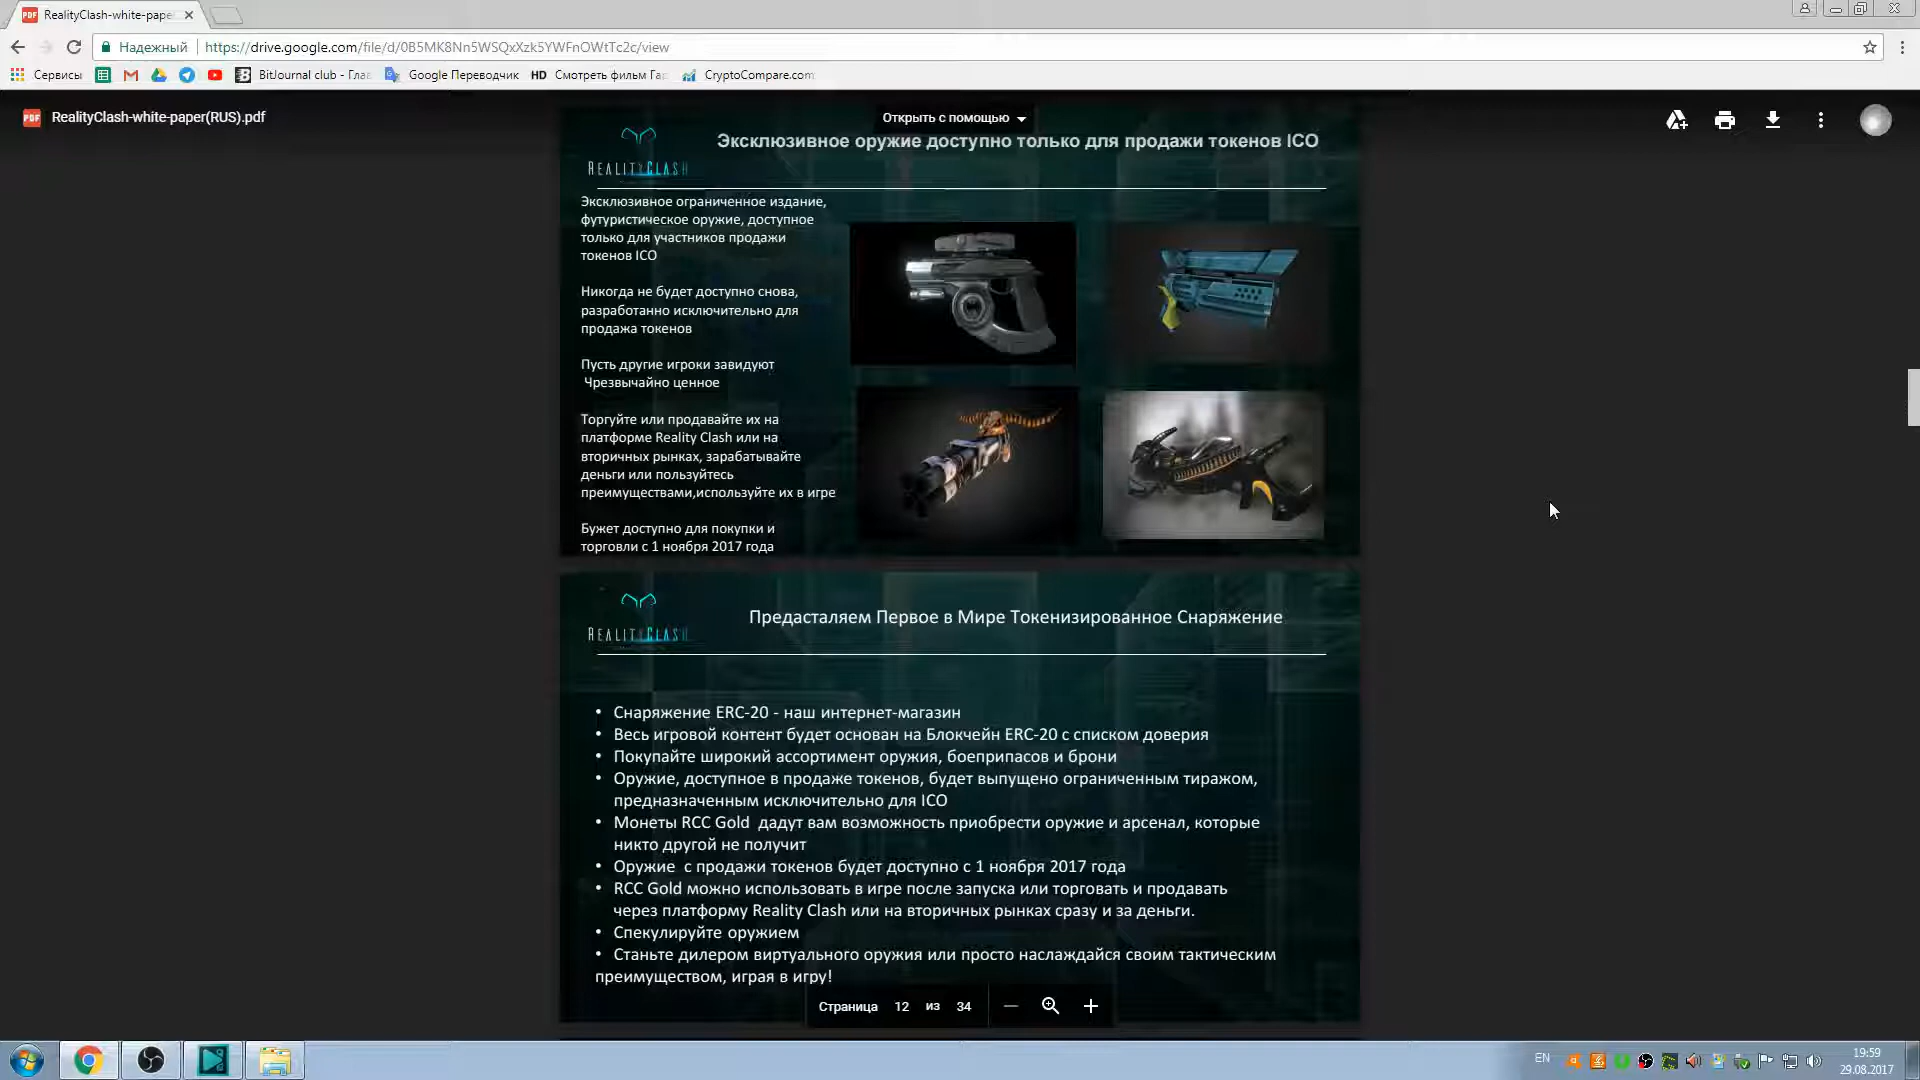 RealityClash-white-pape
Надежный https://drive.google.com/file/d/0B5MK8Nn5WSQxXzk5YWFnOWtTc2c/view
Сервисы BitJournal club - Гла Google Переводчик HD Смотреть фильм Га CryptoCompare.com
PDF RealityClash-white-paper(RUS).pdf
Открыть с помощью
Эксклюзивное оружие доступно только для продажи токенов ICO
REALITYCLASH
Эксклюзивное ограниченное издание,
футуристическое оружие, доступное
только для участников продажи
токенов ICO
Никогда не будет доступно снова,
разработанно исключительно для
продажа токенов
Пусть другие игроки завидуют
Чрезвычайно ценное
Торгуйте или продавайте их на
платформе Reality Clash или на
вторичных рынках, зарабатывайте
деньги или пользуйтесь
преимуществами,используйте их в игре
Бужет доступно для покупки и
торговли с 1 ноября 2017 года
REALITYCLASH
Предасталяем Первое в Мире Токенизированное Снаряжение
• Снаряжение ERC-20 - наш интернет-магазин
• Весь игровой контент будет основан на Блокчейн ERC-20 с списком доверия
• Покупайте широкий ассортимент оружия, боеприпасов и брони
• Оружие, доступное в продаже токенов, будет выпущено ограниченным тиражом,
предназначенным исключительно для ICO
• Монеты RCC Gold дадут вам возможность приобрести оружие и арсенал, которые
никто другой не получит
• Оружие с продажи токенов будет доступно с 1 ноября 2017 года
• RCC Gold можно использовать в игре после запуска или торговать и продавать
через платформу Reality Clash или на вторичных рынках сразу и за деньги.
• Спекулируйте оружием
• Станьте дилером виртуального оружия или просто наслаждайся своим тактическим
преимуществом, играя в игру!
Страница 12 из 34
EN
19:59
29.08.2017